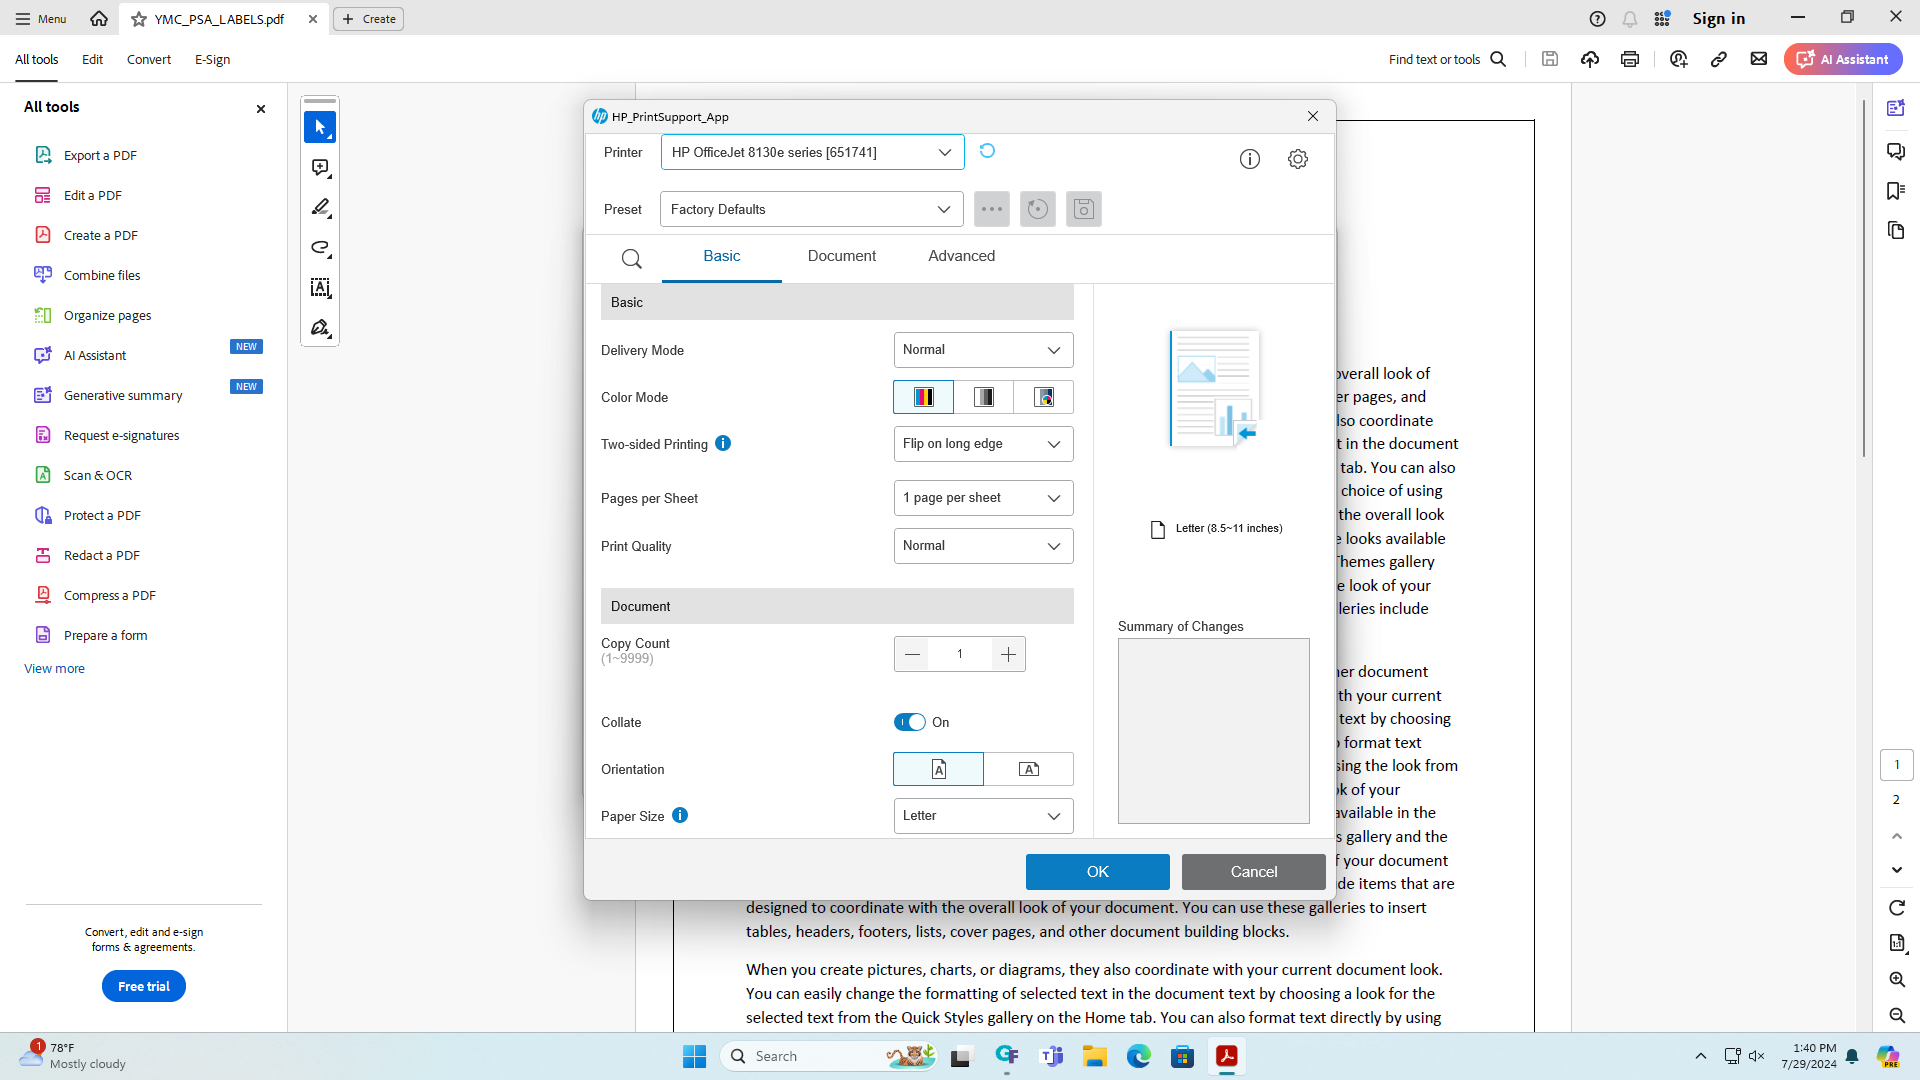 Menu
YMC_PSA_LABELS.pdf
Create
Sign in
All tools
Edit
Convert
E-Sign
Find text or tools
AI Assistant
All tools
Export a PDF
Edit a PDF
Create a PDF
Combine files
Organize pages
AI Assistant
NEW
Generative summary
NEW
Request e-signatures
Scan & OCR
Protect a PDF
Redact a PDF
Compress a PDF
Prepare a form
View more
Convert, edit and e-sign
forms & agreements.
Free trial
hp HP_PrintSupport_App
Printer
HP OfficeJet 8130e series [651741]
Preset
Factory Defaults
Basic
Document
Advanced
Basic
Delivery Mode
Normal
Color Mode
Two-sided Printing
Flip on long edge
Pages per Sheet
1 page per sheet
Print Quality
Normal
Document
Copy Count
(1~9999)
1
Collate
On
Orientation
Paper Size
Letter
Letter (8.5~11 inches)
Summary of Changes
OK
Cancel
overall look of
er pages, and
lso coordinate
t in the document
tab. You can also
choice of using
the overall look
e looks available
Themes gallery
e look of your
leries include
her document
th your current
text by choosing
o format text
sing the look from
ok of your
available in the
s gallery and the
f your document
de items that are
designed to coordinate with the overall look of your document. You can use these galleries to insert
tables, headers, footers, lists, cover pages, and other document building blocks.
When you create pictures, charts, or diagrams, they also coordinate with your current document look.
You can easily change the formatting of selected text in the document text by choosing a look for the
selected text from the Quick Styles gallery on the Home tab. You can also format text directly by using
1
2
1:1
1
78°F
Mostly cloudy
Search
1:40 PM
7/29/2024
PRE